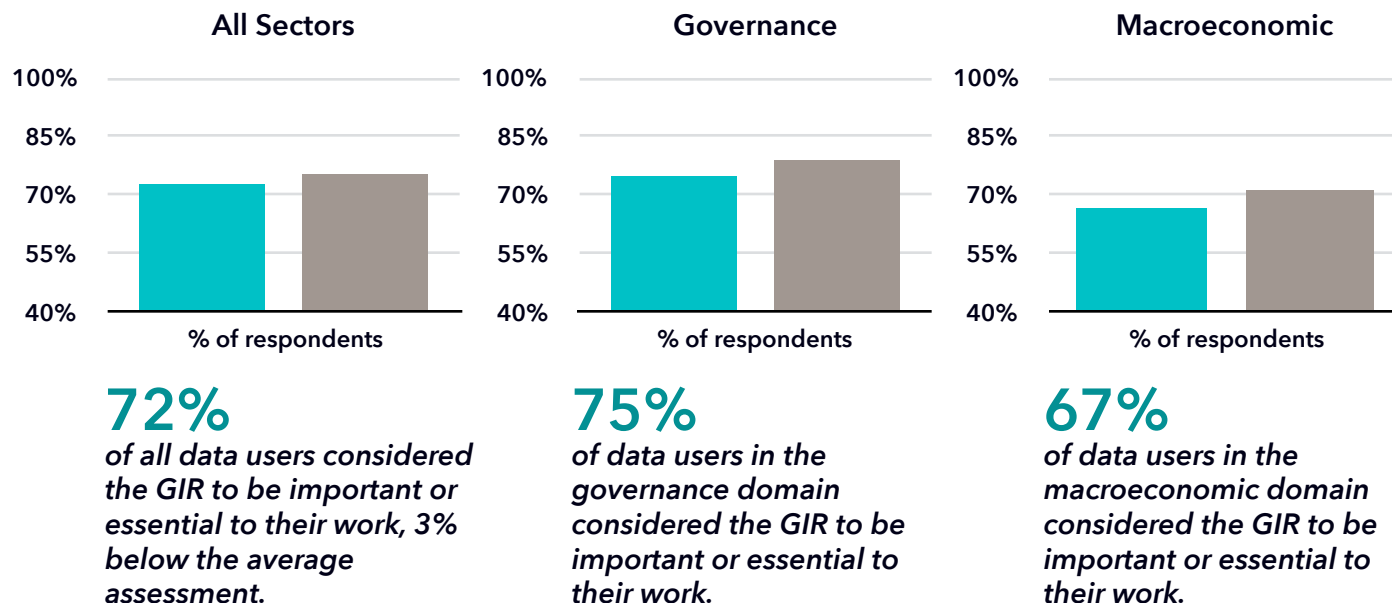 All Sectors
100%
85%
70%
55%
40%
% of respondents
72%
of all data users considered
the GIR to be important or
essential to their work, 3%
below the average
assessment.
Governance
100%
85%
70%
55%
40%
% of respondents
75%
of data users in the
governance domain
considered the GIR to be
important or essential to
their work.
Macroeconomic
100%
85%
70%
55%
40%
% of respondents
67%
of data users in the
macroeconomic domain
considered the GIR to be
important or essential to
their work.